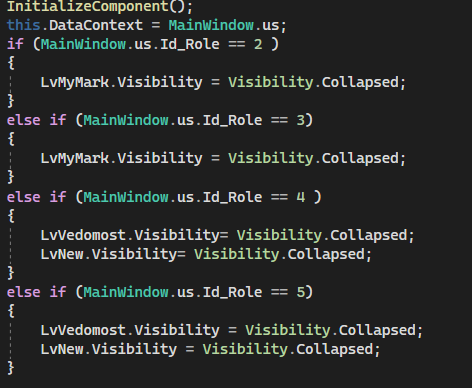 InitializeComponent();
this.DataContext = MainWindow.us;
if (MainWindow.us.Id_Role == 2 )
{
LvMyMark.Visibility = Visibility.Collapsed;
}
else if (MainWindow.us.Id_Role == 3)
{
LvMyMark.Visibility = Visibility.Collapsed;
}
else if (MainWindow.us.Id_Role == 4 )
{
LvVedomost.Visibility= Visibility.Collapsed;
LvNew.Visibility= Visibility.Collapsed;
}
else if (MainWindow.us.Id_Role == 5)
{
LvVedomost.Visibility = Visibility.Collapsed;
LvNew.Visibility = Visibility.Collapsed;
}